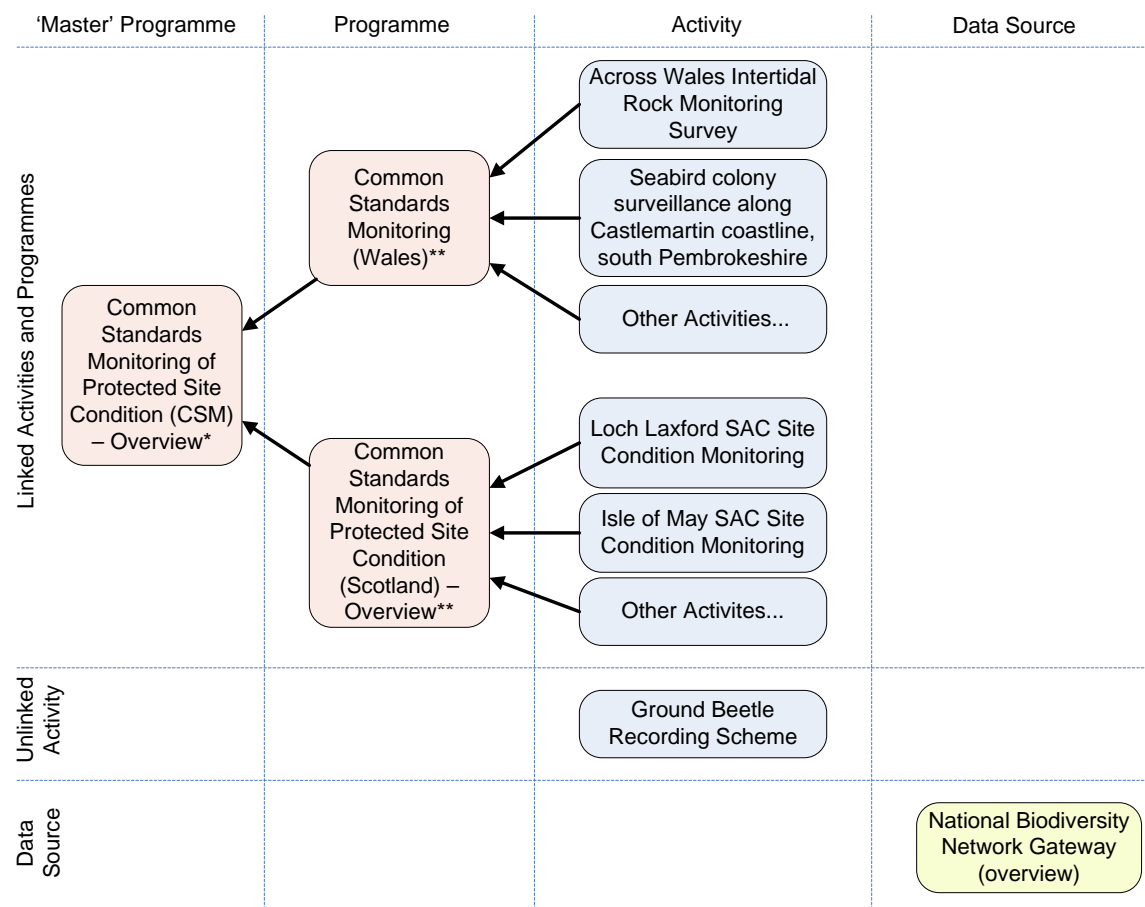 ‘Master’ Programme
Programme
Activity
Data Source
Linked Activities and Programmes
Common
Standards
Monitoring of
Protected Site
Condition (CSM)
– Overview*
Common
Standards
Monitoring
(Wales)**
Across Wales Intertidal
Rock Monitoring
Survey
Seabird colony
surveillance along
Castlemartin coastline,
south Pembrokeshire
Other Activities...
Common
Standards
Monitoring of
Protected Site
Condition
(Scotland) –
Overview**
Loch Laxford SAC Site
Condition Monitoring
Isle of May SAC Site
Condition Monitoring
Other Activites...
Unlinked
Activity
Ground Beetle
Recording Scheme
Data
Source
National Biodiversity
Network Gateway
(overview)